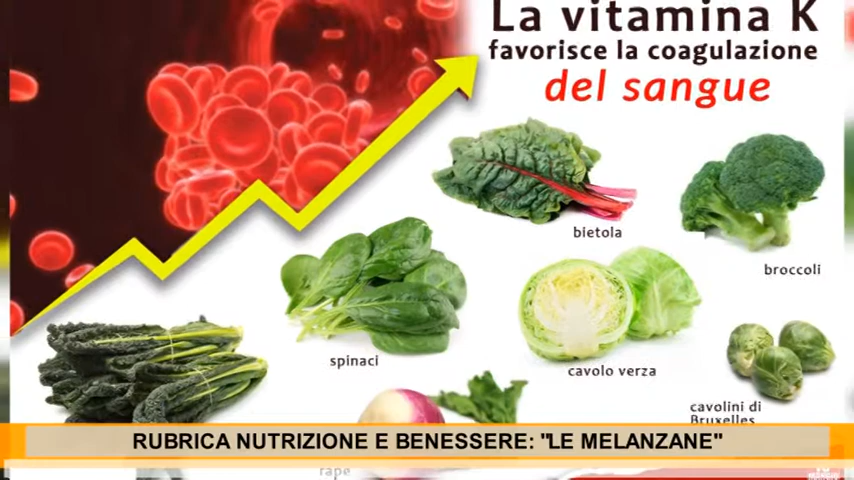 La vitamina K
favorisce la coagulazione
del sangue
bietola
broccoli
spinaci
cavolo verza
cavolini di
Bruxelles
RUBRICA NUTRIZIONE E BENESSERE: "LE MELANZANE"
rape